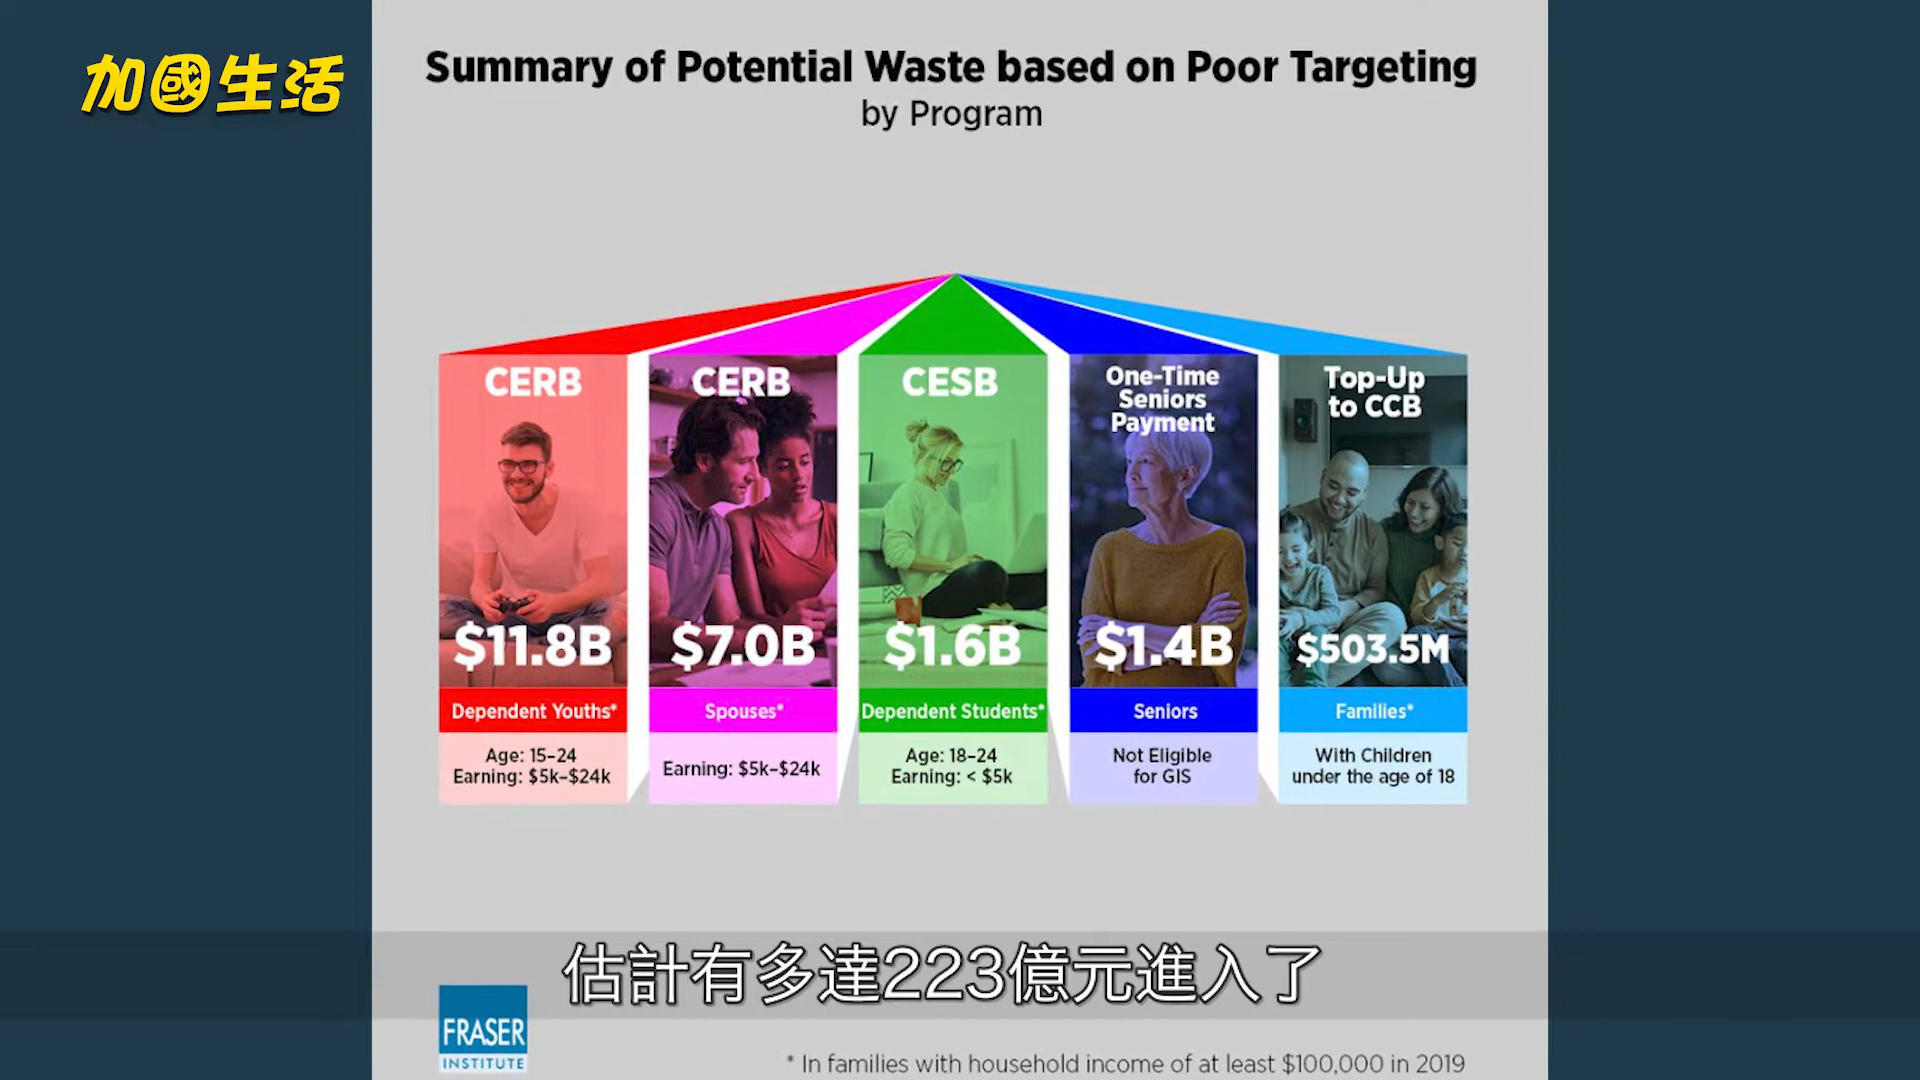 加國生活
Summary of Potential Waste based on Poor Targeting
by Program
CERB
$11.8B
Dependent Youths*
Age: 15–24
Earning: $5k–$24k
CERB
$7.0B
Spouses*
Earning: $5k–$24k
CESB
$1.6B
Dependent Students*
Age: 18–24
Earning: < $5k
One-Time
Seniors
Payment
$1.4B
Seniors
Not Eligible
for GIS
Top-Up
to CCB
$503.5M
Families*
With Children
under the age of 18
估計有多達223億元進入了
FRASER
INSTITUTE
* In families with household income of at least $100,000 in 2019